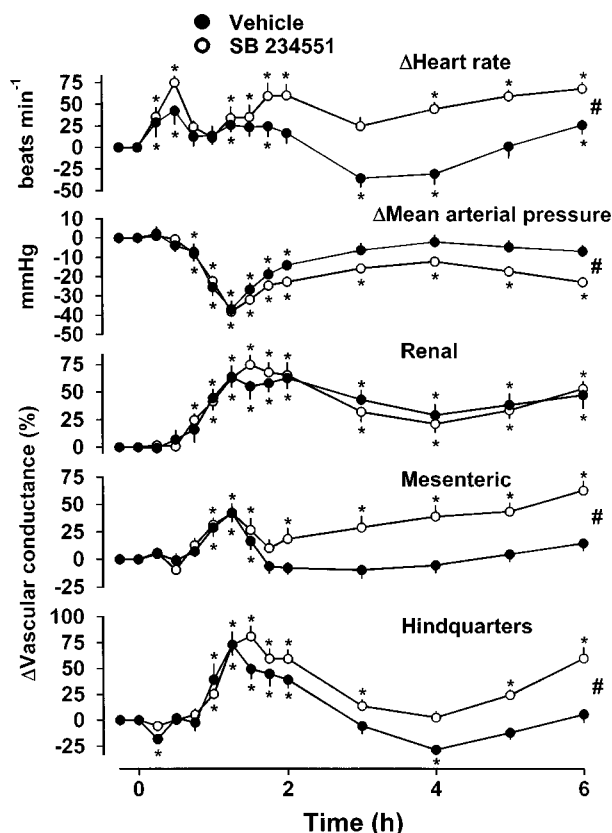 Vehicle
SB 234551
ΔHeart rate
beats min-1
75
50
25
0
-25
-50
#
ΔMean arterial pressure
mmHg
10
0
-10
-20
-30
-40
-50
#
ΔVascular conductance (%)
Renal
75
50
25
0
Mesenteric
75
50
25
0
-25
#
Hindquarters
100
75
50
25
0
-25
#
0 2 4 6
Time (h)